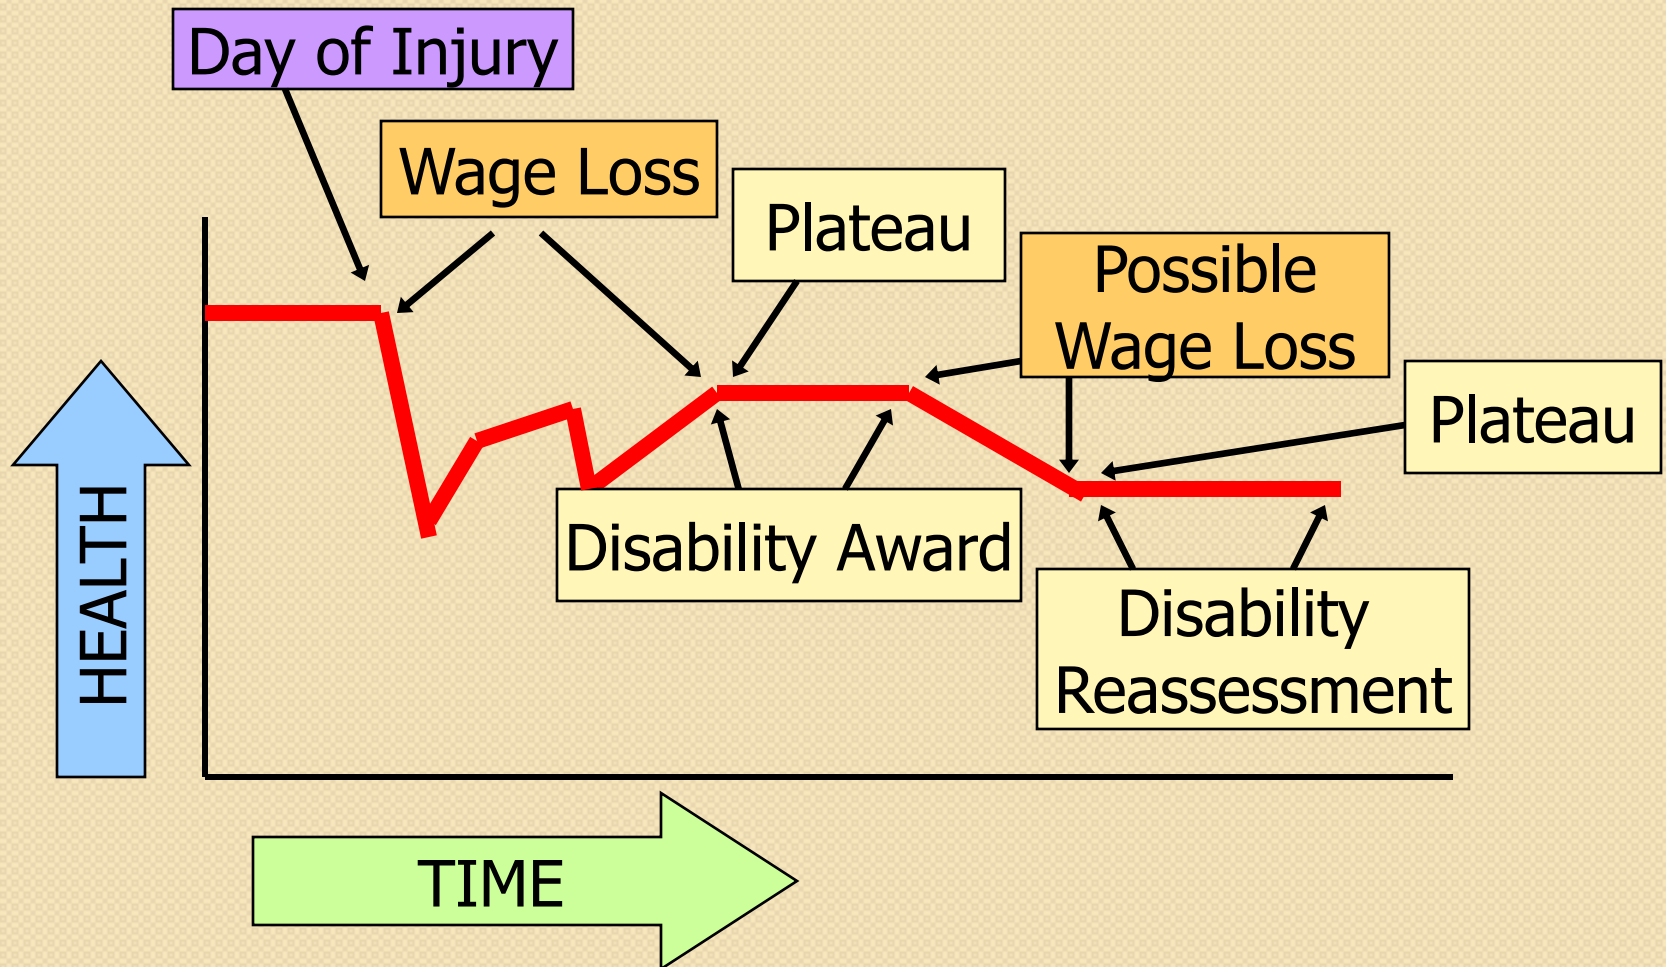 Day of Injury
Wage Loss
Plateau
Possible
Wage Loss
Plateau
HEALTH
Disability Award
Disability
Reassessment
TIME